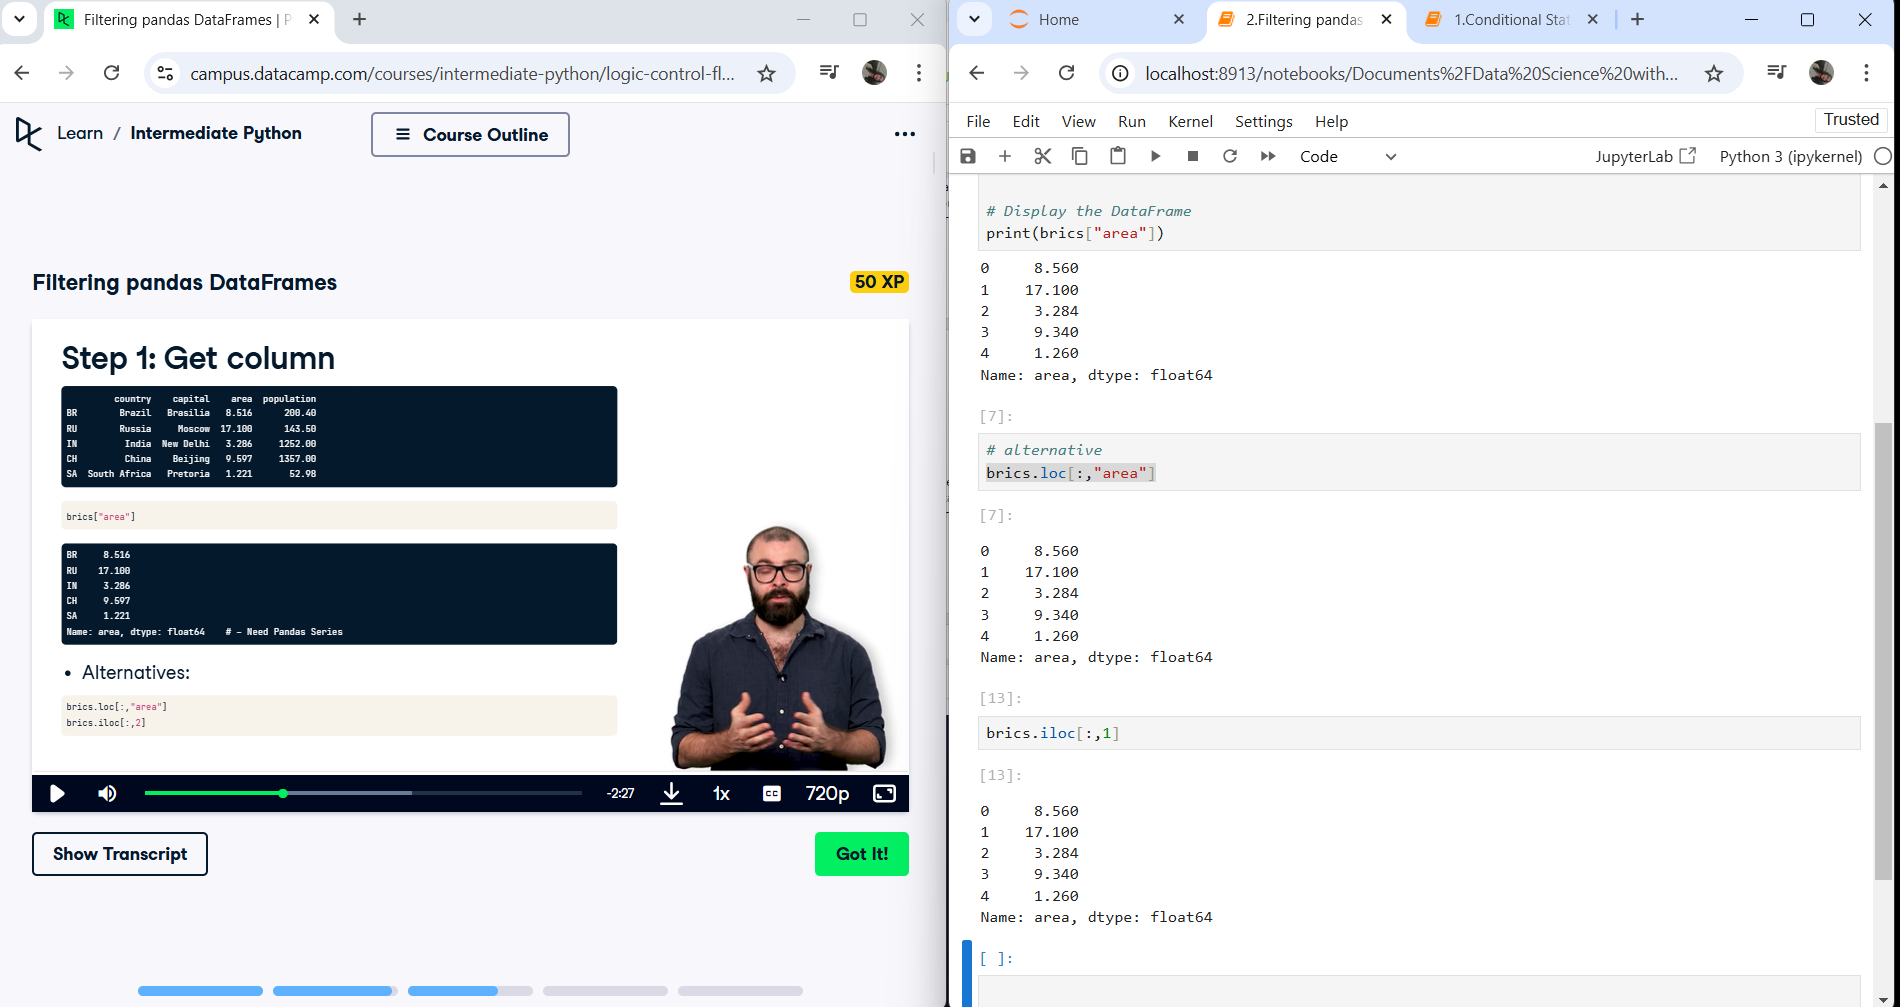 Filtering pandas DataFrames | P
campus.datacamp.com/courses/intermediate-python/logic-control-fl...
Learn / Intermediate Python
Course Outline
Filtering pandas DataFrames
50 XP
Step 1: Get column
country capital area population
BR Brazil Brasilia 8.516 200.40
RU Russia Moscow 17.100 143.50
IN India New Delhi 3.286 1252.00
CH China Beijing 9.597 1357.00
SA South Africa Pretoria 1.221 52.98
brics["area"]
BR 8.516
RU 17.100
IN 3.286
CH 9.597
SA 1.221
Name: area, dtype: float64 # - Need Pandas Series
• Alternatives:
brics.loc[:,"area"]
brics.iloc[:,2]
-2:27
1x
CC
720p
Show Transcript
Got It!
Home
2.Filtering pandas
1.Conditional Stat
localhost:8913/notebooks/Documents%2FData%20Science%20with...
File Edit View Run Kernel Settings Help
Trusted
Code
JupyterLab
Python 3 (ipykernel)
# Display the DataFrame
print(brics["area"])
0 8.560
1 17.100
2 3.284
3 9.340
4 1.260
Name: area, dtype: float64
[7]:
# alternative
brics.loc[:,"area"]
[7]:
0 8.560
1 17.100
2 3.284
3 9.340
4 1.260
Name: area, dtype: float64
[13]:
brics.iloc[:,1]
[13]:
0 8.560
1 17.100
2 3.284
3 9.340
4 1.260
Name: area, dtype: float64
[ ]: